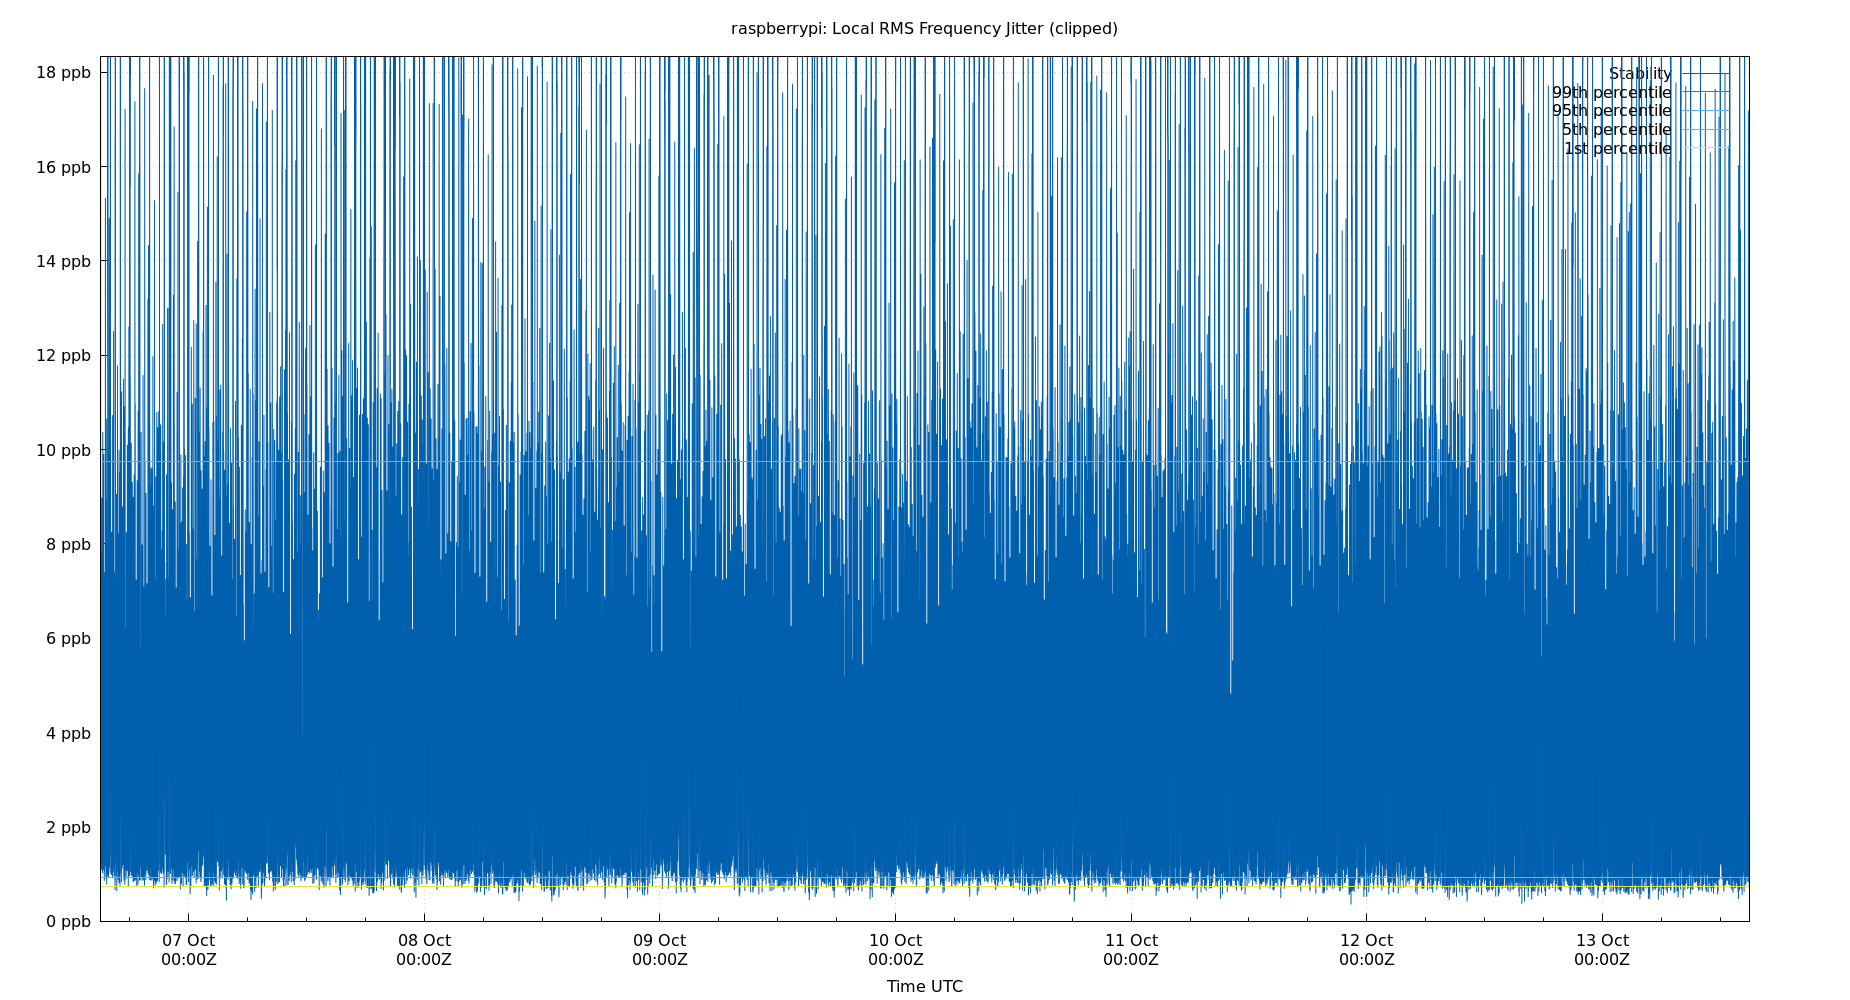 raspberrypi: Local RMS Frequency Jitter (clipped)
18 ppb
16 ppb
14 ppb
12 ppb
10 ppb
8 ppb
6 ppb
4 ppb
2 ppb
0 ppb
Stability
99th percentile
95th percentile
5th percentile
1st percentile
07 Oct
00:00Z
08 Oct
00:00Z
09 Oct
00:00Z
10 Oct
00:00Z
11 Oct
00:00Z
12 Oct
00:00Z
13 Oct
00:00Z
Time UTC